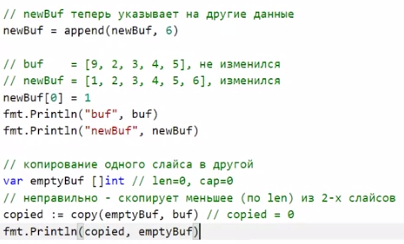 // newBuf теперь указывает на другие данные
newBuf = append(newBuf, 6)
// buf    = [9, 2, 3, 4, 5], не изменился
// newBuf = [1, 2, 3, 4, 5, 6], изменился
newBuf[0] = 1
fmt.Println("buf", buf)
fmt.Println("newBuf", newBuf)
// копирование одного слайса в другой
var emptyBuf []int // len=0, cap=0
// неправильно - скопирует меньшее (по len) из 2-х слайсов
copied := copy(emptyBuf, buf) // copied = 0
fmt.Println(copied, emptyBuf)